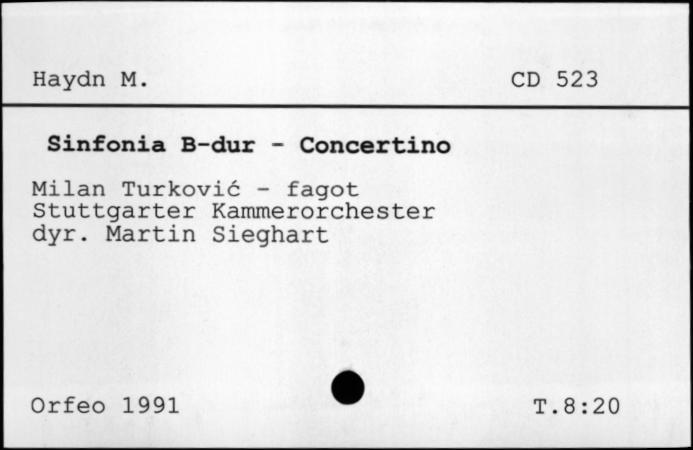 Haydn M. CD 523
Sinfonia B-dur - Concertino
Milan Turković - fagot
Stuttgarter Kammerorchester
dyr. Martin Sieghart
Orfeo 1991 T.8:20